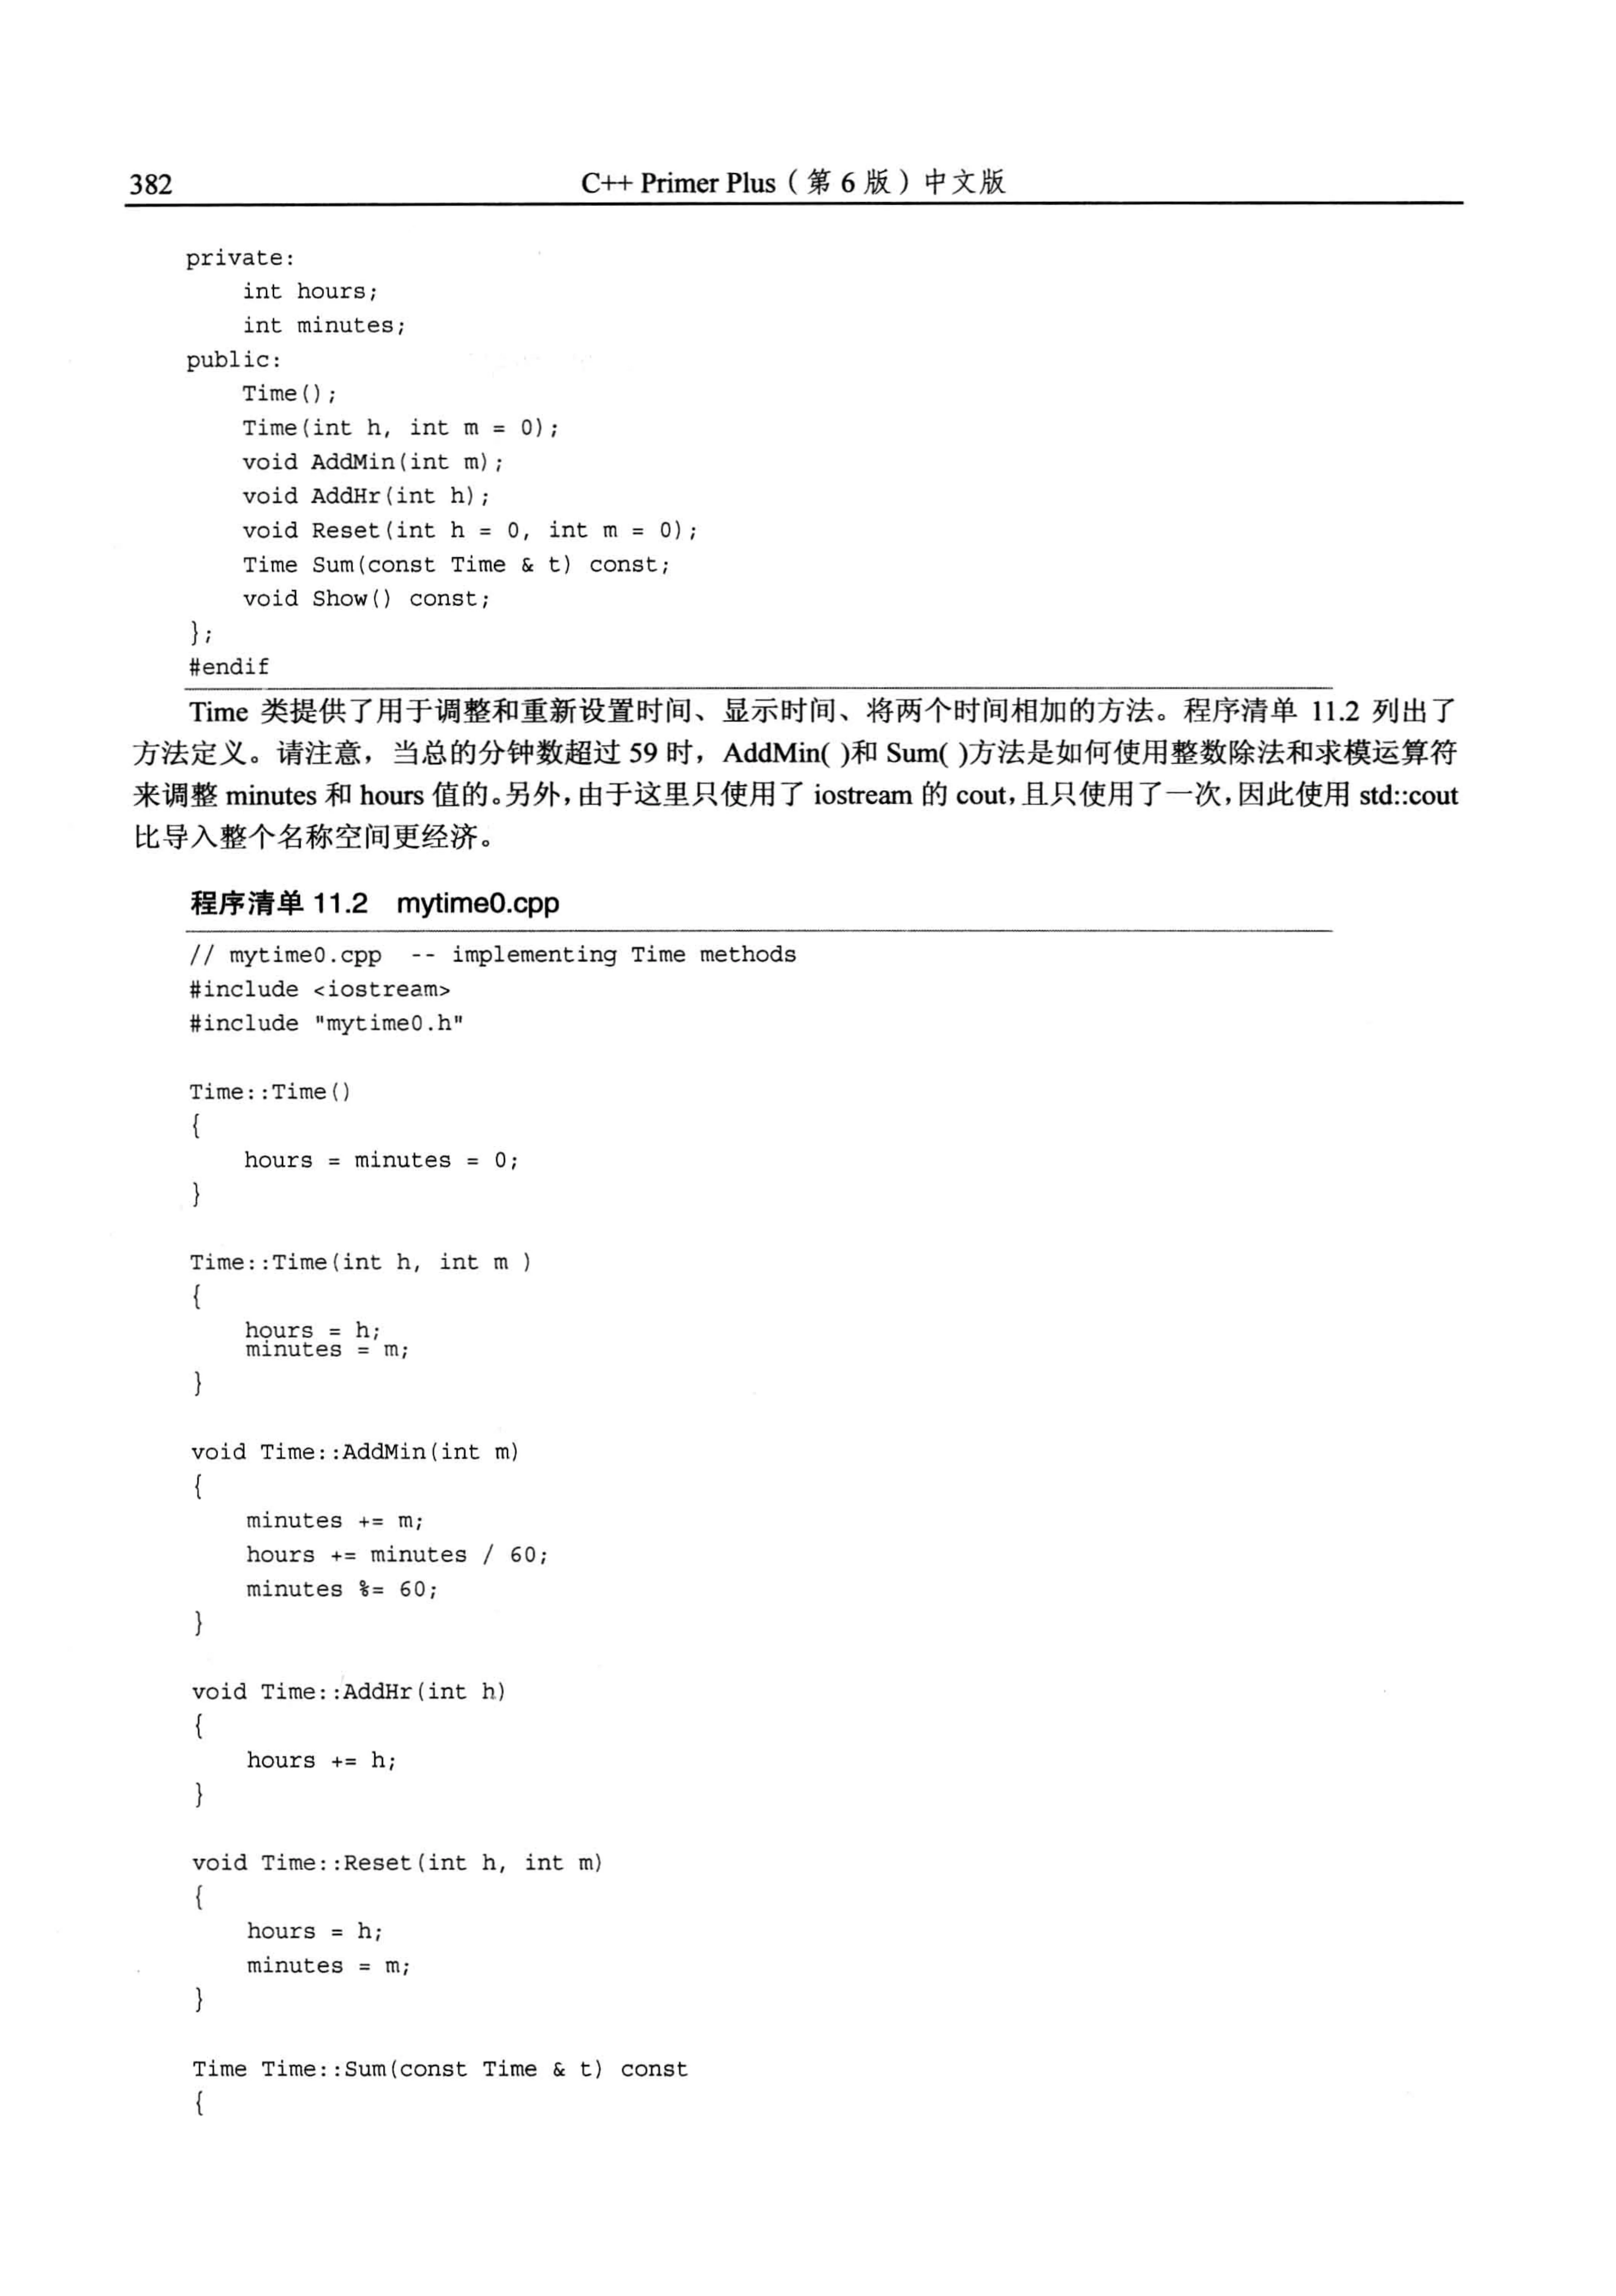 382
C++ Primer Plus（第 6 版）中文版
private:
    int hours;
    int minutes;
public:
    Time();
    Time(int h, int m = 0);
    void AddMin(int m);
    void AddHr(int h);
    void Reset(int h = 0, int m = 0);
    Time Sum(const Time & t) const;
    void Show() const;
};
#endif
Time 类提供了用于调整和重新设置时间、显示时间、将两个时间相加的方法。程序清单 11.2 列出了
方法定义。请注意，当总的分钟数超过 59 时，AddMin( )和 Sum( )方法是如何使用整数除法和求模运算符
来调整 minutes 和 hours 值的。另外，由于这里只使用了 iostream 的 cout，且只使用了一次，因此使用 std::cout
比导入整个名称空间更经济。
程序清单 11.2  mytime0.cpp
// mytime0.cpp  -- implementing Time methods
#include <iostream>
#include "mytime0.h"
Time::Time()
{
    hours = minutes = 0;
}
Time::Time(int h, int m )
{
    hours = h;
    minutes = m;
}
void Time::AddMin(int m)
{
    minutes += m;
    hours += minutes / 60;
    minutes %= 60;
}
void Time::AddHr(int h)
{
    hours += h;
}
void Time::Reset(int h, int m)
{
    hours = h;
    minutes = m;
}
Time Time::Sum(const Time & t) const
{